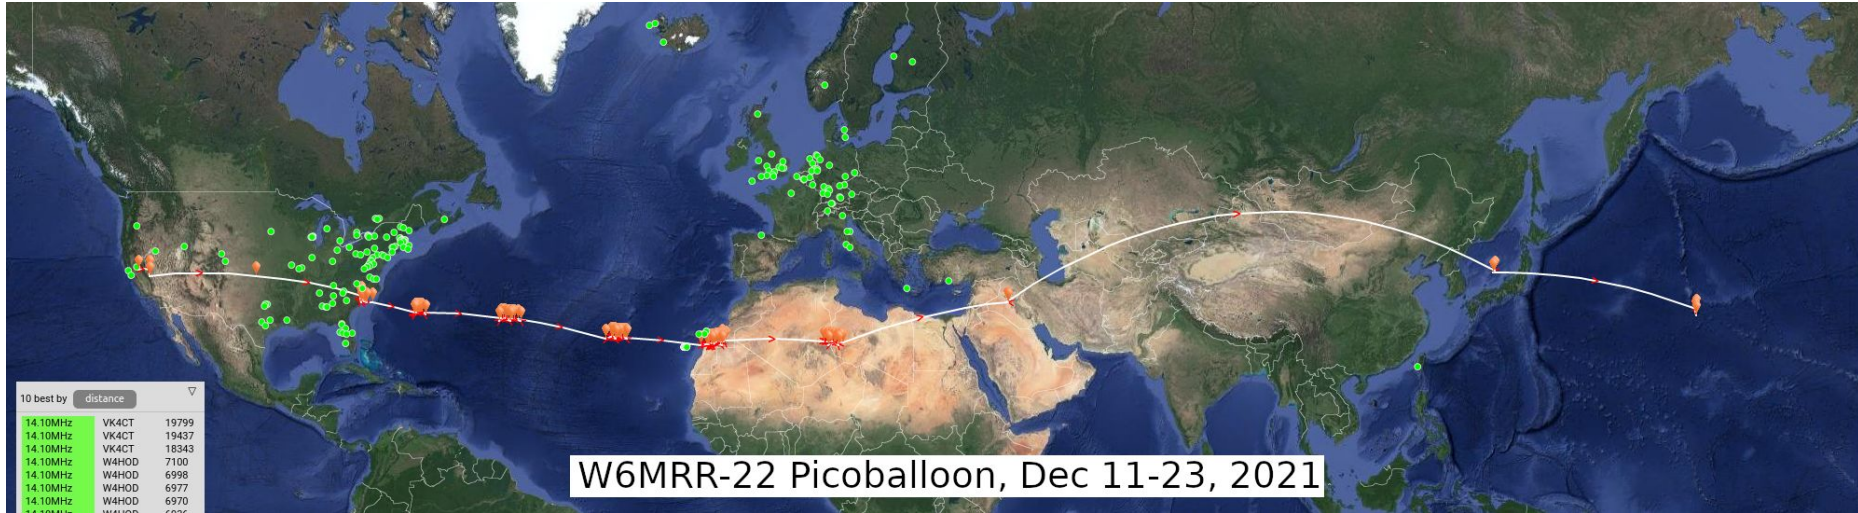 10 best by distance ▽
14.10MHz VK4CT 19799
14.10MHz VK4CT 19437
14.10MHz VK4CT 18343
14.10MHz W4HOD 7100
14.10MHz W4HOD 6998
14.10MHz W4HOD 6977
14.10MHz W4HOD 6970
W6MRR-22 Picoballoon, Dec 11-23, 2021